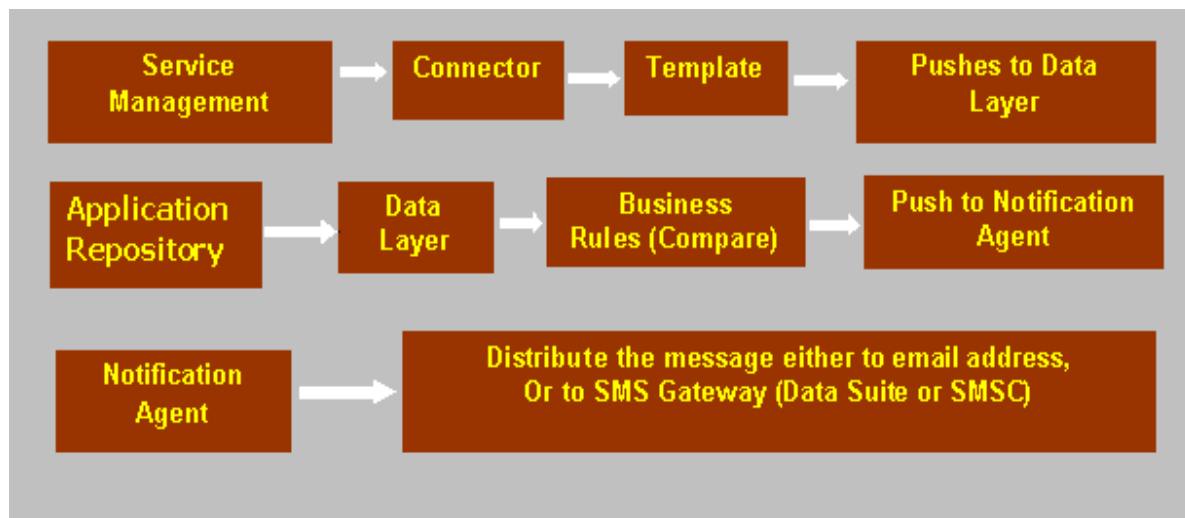 Service
Management
Connector
Template
Pushes to Data
Layer
Application
Repository
Data
Layer
Business
Rules (Compare)
Push to Notification
Agent
Notification
Agent
Distribute the message either to email address,
Or to SMS Gateway (Data Suite or SMSC)